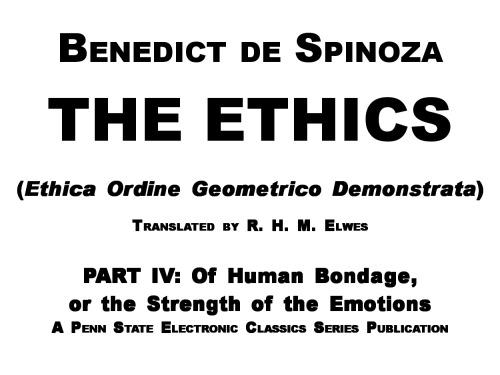 BENEDICT DE SPINOZA
THE ETHICS
(Ethica Ordine Geometrico Demonstrata)
TRANSLATED BY R. H. M. ELWES
PART IV: Of Human Bondage,
or the Strength of the Emotions
A PENN STATE ELECTRONIC CLASSICS SERIES PUBLICATION